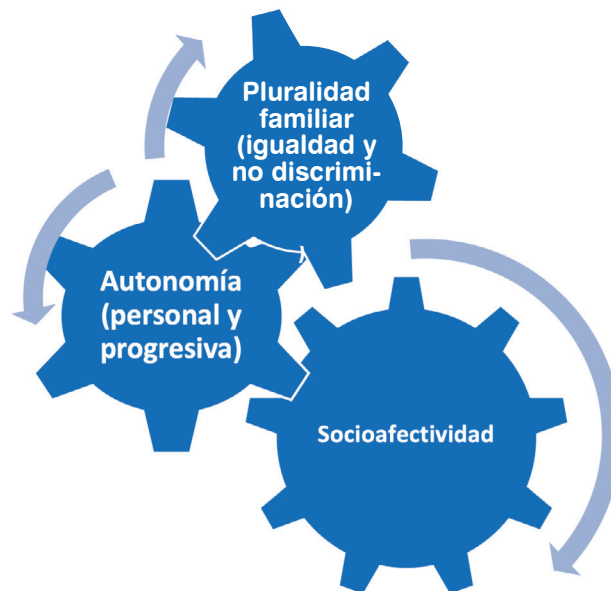 Pluralidad
familiar
(igualdad y
no discrimi-
nación)
)
Autonomía
(personal y
progresiva)
Socioafectividad